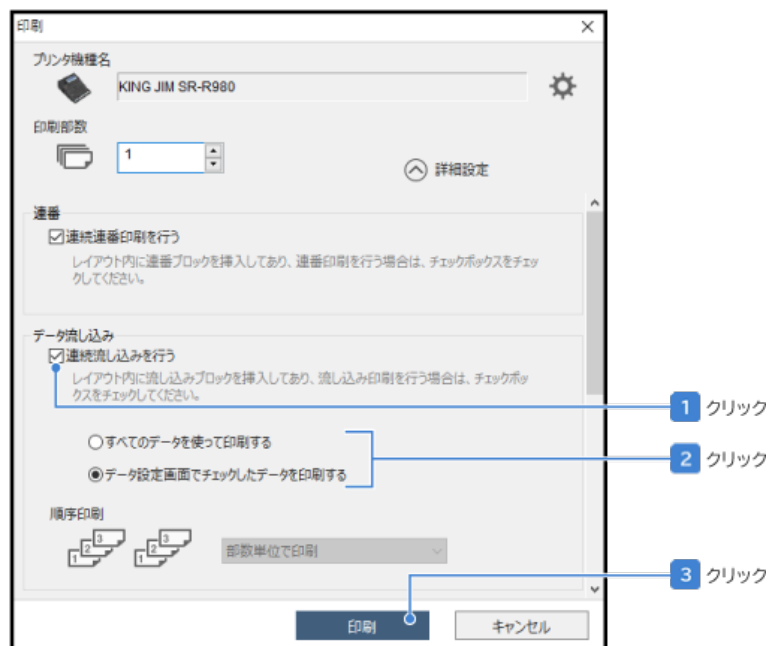 印刷
プリンタ機種名
KING JIM SR-R980
印刷部数
1
詳細設定
連番
連続連番印刷を行う
レイアウト内に連番ブロックを挿入してあり、連番印刷を行う場合は、チェックボックスをチェッ
クしてください。
データ流し込み
連続流し込みを行う
レイアウト内に流し込みブロックを挿入してあり、流し込み印刷を行う場合は、チェックボッ
クスをチェックしてください。
1 クリック
すべてのデータを使って印刷する
2 クリック
データ設定画面でチェックしたデータを印刷する
順序印刷
1 2 3 1 2 3
部数単位で印刷
3 クリック
印刷
キャンセル